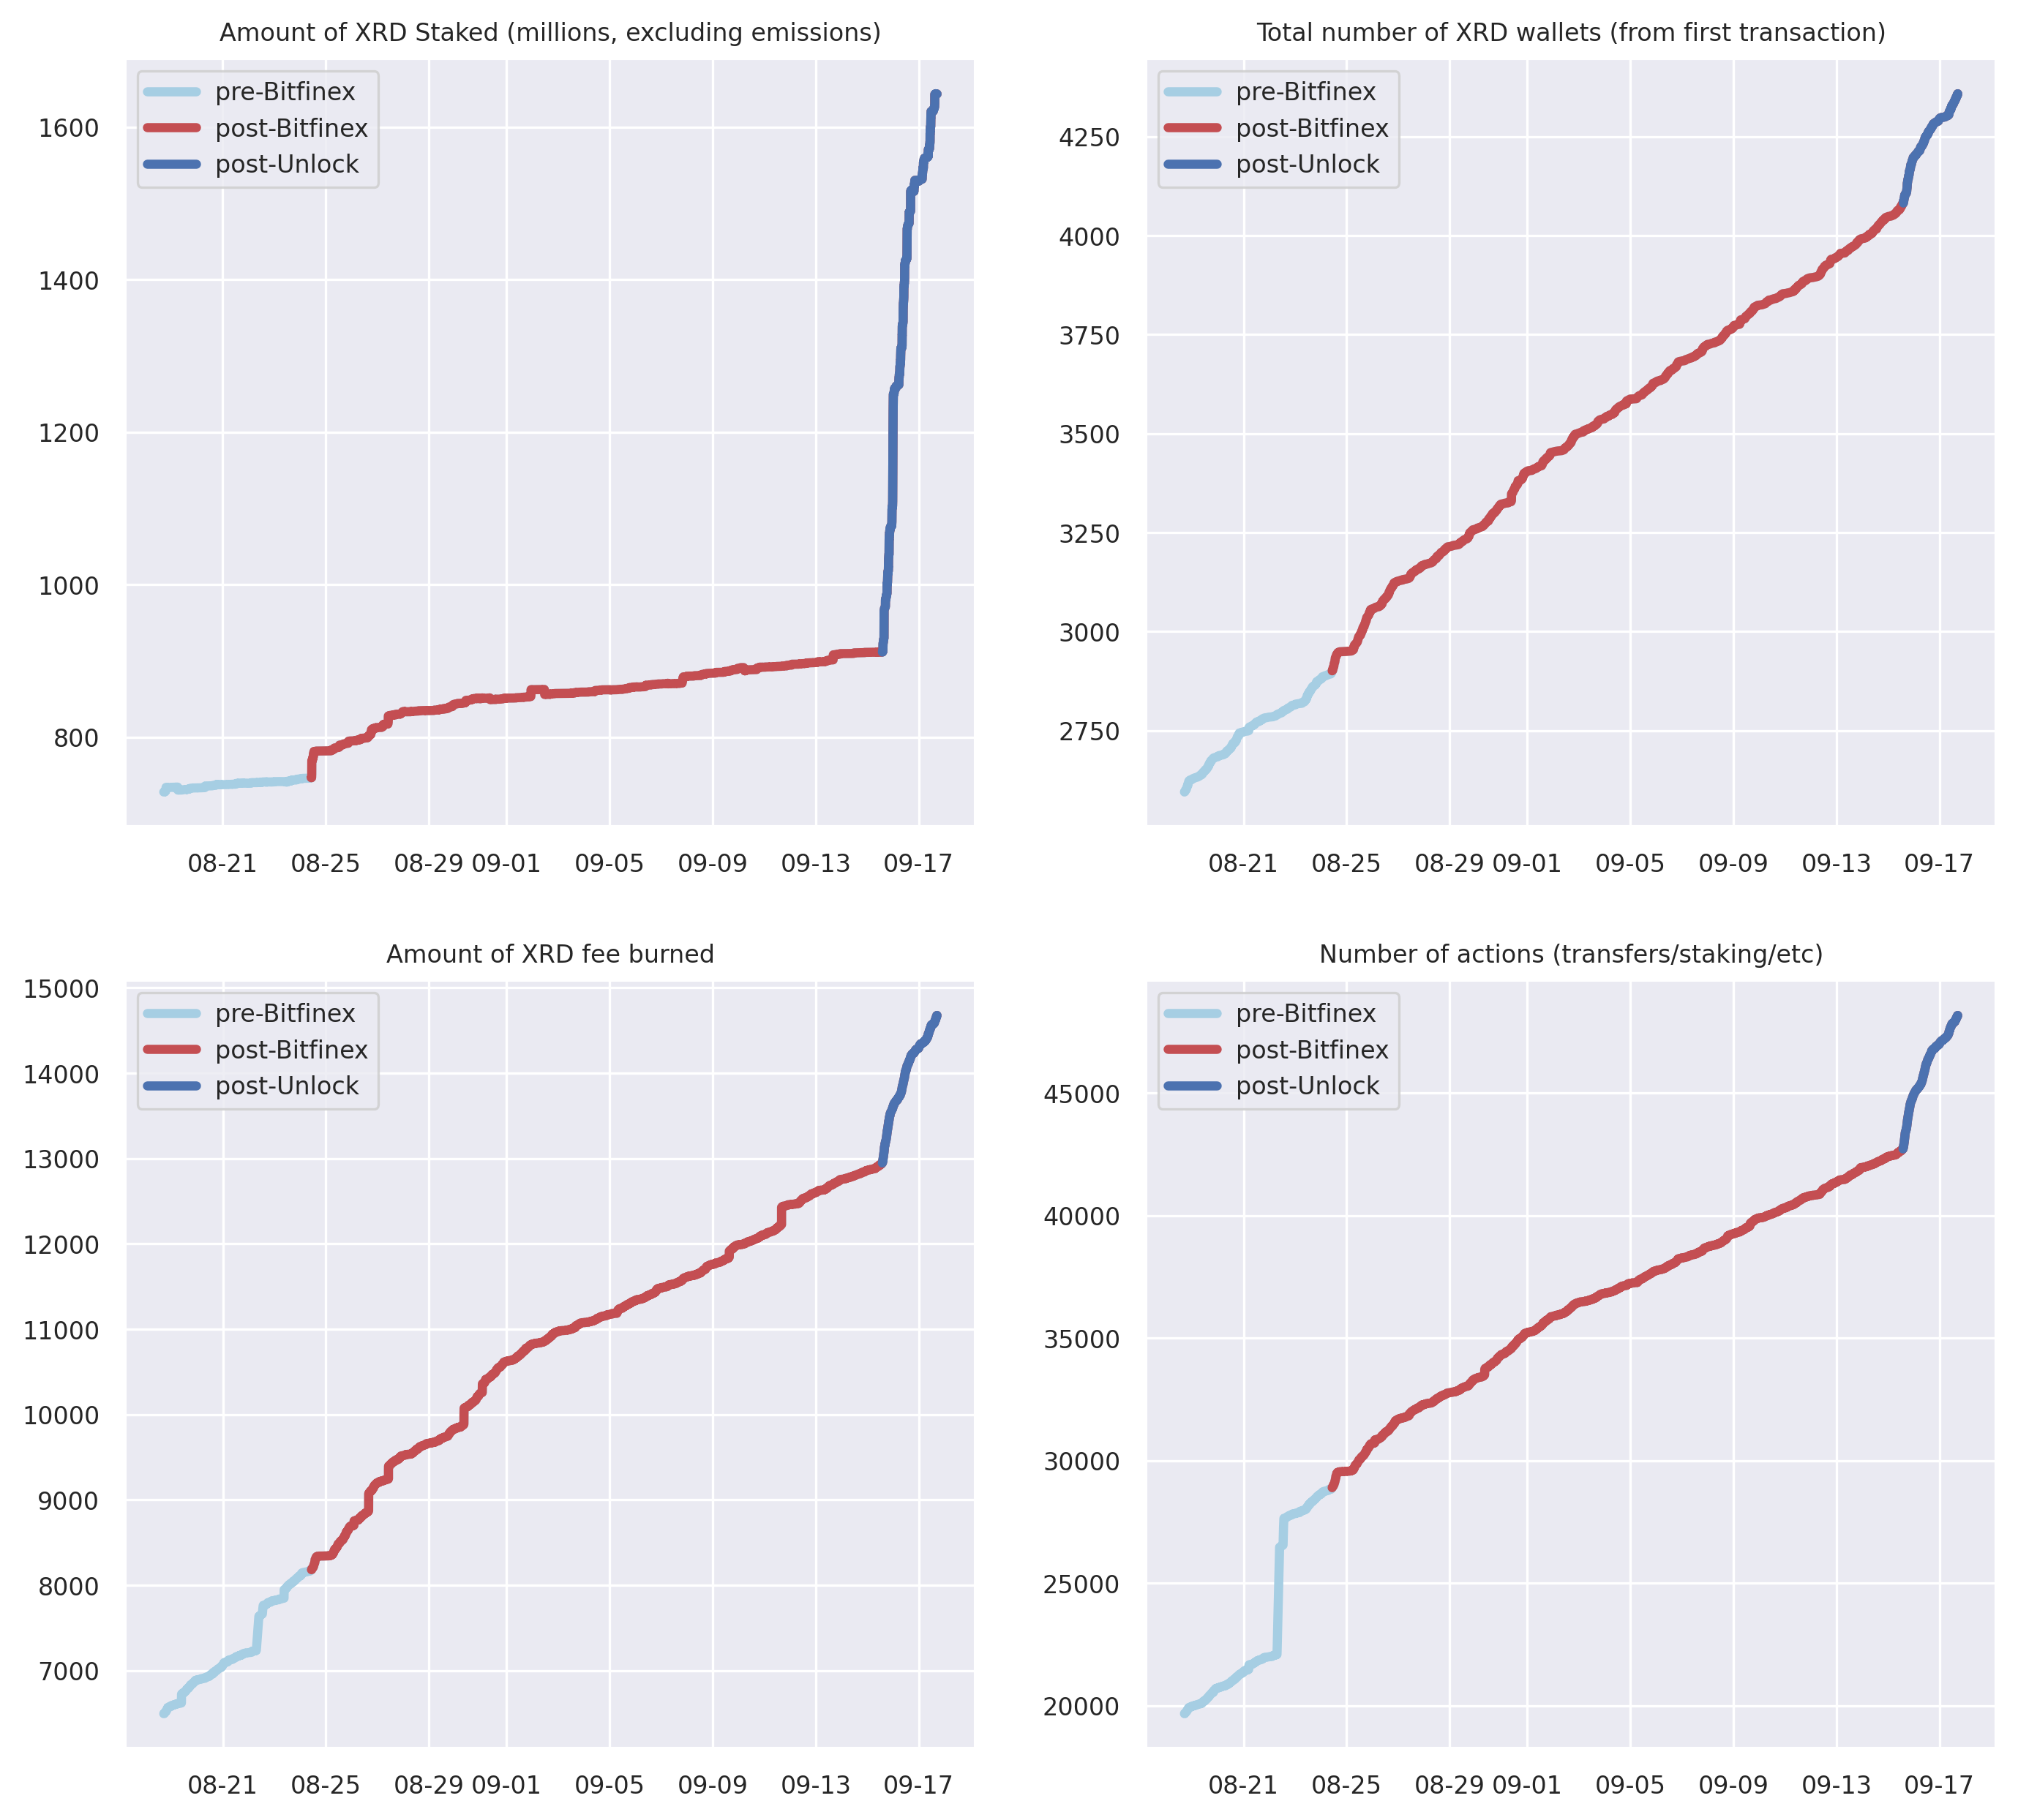 Amount of XRD Staked (millions, excluding emissions)
pre-Bitfinex
post-Bitfinex
post-Unlock
1600
1400
1200
1000
800
08-21 08-25 08-29 09-01 09-05 09-09 09-13 09-17
Total number of XRD wallets (from first transaction)
pre-Bitfinex
post-Bitfinex
post-Unlock
4250
4000
3750
3500
3250
3000
2750
08-21 08-25 08-29 09-01 09-05 09-09 09-13 09-17
Amount of XRD fee burned
pre-Bitfinex
post-Bitfinex
post-Unlock
15000
14000
13000
12000
11000
10000
9000
8000
7000
08-21 08-25 08-29 09-01 09-05 09-09 09-13 09-17
Number of actions (transfers/staking/etc)
pre-Bitfinex
post-Bitfinex
post-Unlock
45000
40000
35000
30000
25000
20000
08-21 08-25 08-29 09-01 09-05 09-09 09-13 09-17